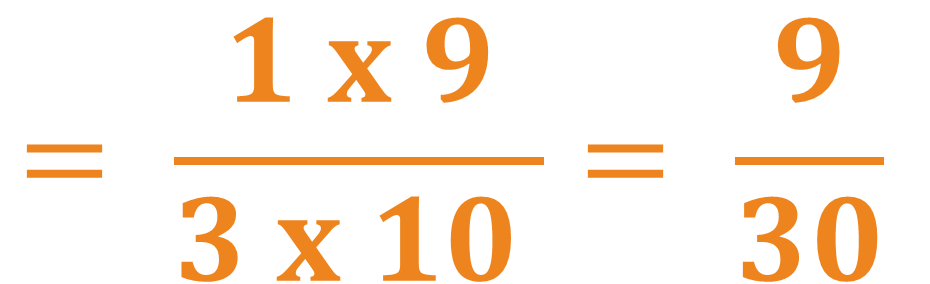 1 x 9 9
= —— = ——
3 x 10 30